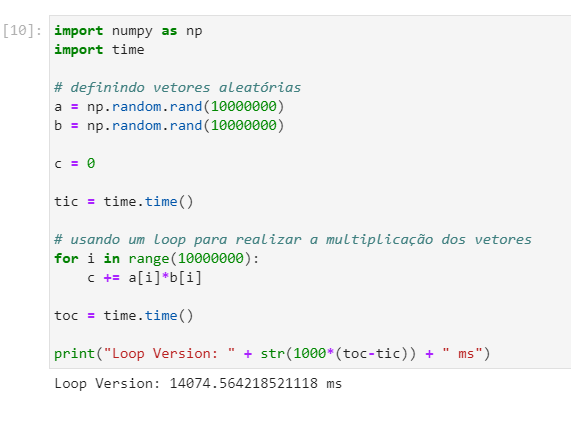 [10]: import numpy as np
import time
# definindo vetores aleatórias
a = np.random.rand(10000000)
b = np.random.rand(10000000)
c = 0
tic = time.time()
# usando um loop para realizar a multiplicação dos vetores
for i in range(10000000):
    c += a[i]*b[i]
toc = time.time()
print("Loop Version: " + str(1000*(toc-tic)) + " ms")
Loop Version: 14074.564218521118 ms